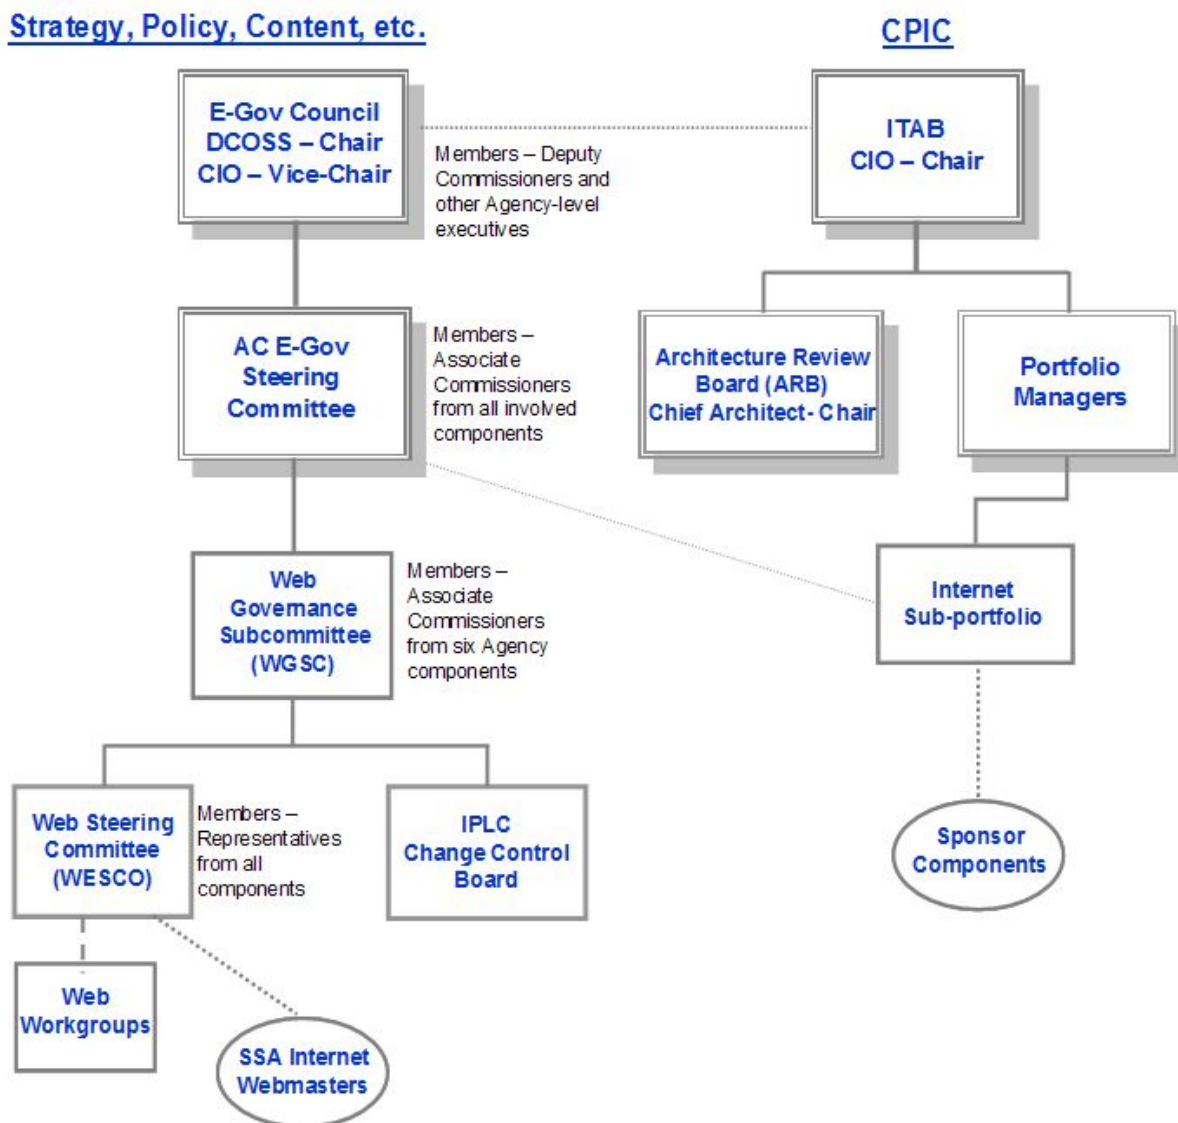 Strategy, Policy, Content, etc.
CPIC
E-Gov Council
DCOSS – Chair
CIO – Vice-Chair
Members – Deputy
Commissioners and
other Agency-level
executives
ITAB
CIO – Chair
AC E-Gov
Steering
Committee
Members –
Associate
Commissioners
from all involved
components
Architecture Review
Board (ARB)
Chief Architect- Chair
Portfolio
Managers
Web
Governance
Subcommittee
(WGSC)
Members –
Associate
Commissioners
from six Agency
components
Internet
Sub-portfolio
Web Steering
Committee
(WESCO)
Members –
Representatives
from all
components
IPLC
Change Control
Board
Sponsor
Components
Web
Workgroups
SSA Internet
Webmasters